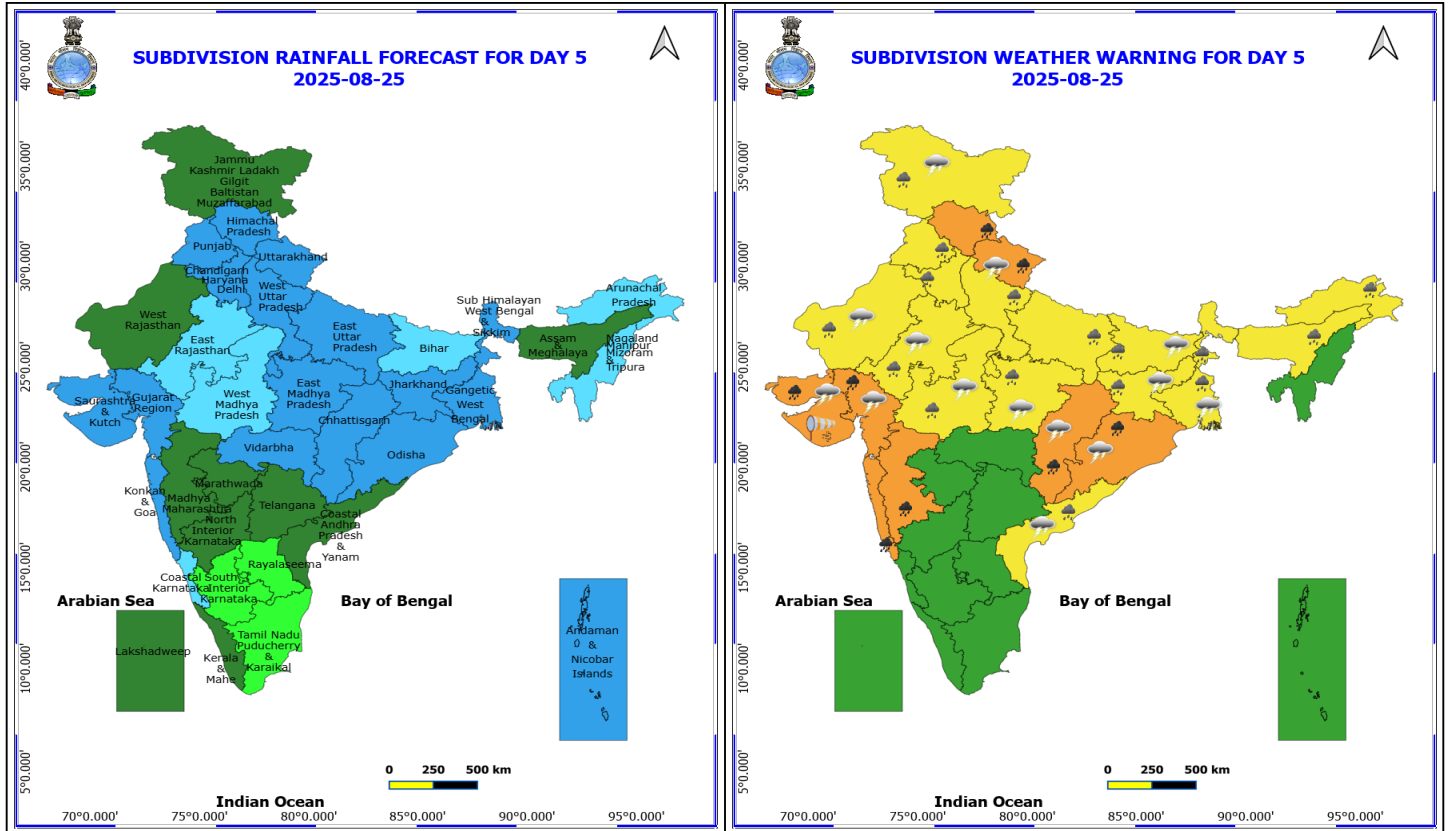 SUBDIVISION RAINFALL FORECAST FOR DAY 5
2025-08-25
40°0.000'
35°0.000'
30°0.000'
25°0.000'
20°0.000'
15°0.000'
10°0.000'
5°0.000'
Jammu
Kashmir Ladakh
Gilgit
Baltistan
Muzaffarabad
Himachal
Pradesh
Punjab
Uttarakhand
Chandigarh
Haryana
Delhi
West
Uttar
Pradesh
West
Rajasthan
East
Rajasthan
East
Uttar
Pradesh
Bihar
Sub Himalayan
West Bengal
&
Sikkim
Arunachal
Pradesh
Assam
&
Meghalaya
Nagaland
Manipur
Mizoram
&
Tripura
Saurashtra
&
Kutch
Gujarat
Region
West
Madhya
Pradesh
East
Madhya
Pradesh
Jharkhand
Gangetic
West
Bengal
Chhattisgarh
Odisha
Vidarbha
Konkan
&
Goa
Madhya
Maharashtra
Marathwada
Telangana
North
Interior
Karnataka
Coastal
Andhra
Pradesh
&
Yanam
Rayalaseema
Coastal
Karnataka
South
Interior
Karnataka
Tamil Nadu
Puducherry
&
Karaikal
Kerala
&
Mahe
Lakshadweep
Andaman
&
Nicobar
Islands
Arabian Sea
Bay of Bengal
Indian Ocean
0 250 500 km
70°0.000' 75°0.000' 80°0.000' 85°0.000' 90°0.000' 95°0.000'
SUBDIVISION WEATHER WARNING FOR DAY 5
2025-08-25
40°0.000'
35°0.000'
30°0.000'
25°0.000'
20°0.000'
15°0.000'
10°0.000'
5°0.000'
Arabian Sea
Bay of Bengal
Indian Ocean
0 250 500 km
70°0.000' 75°0.000' 80°0.000' 85°0.000' 90°0.000' 95°0.000'